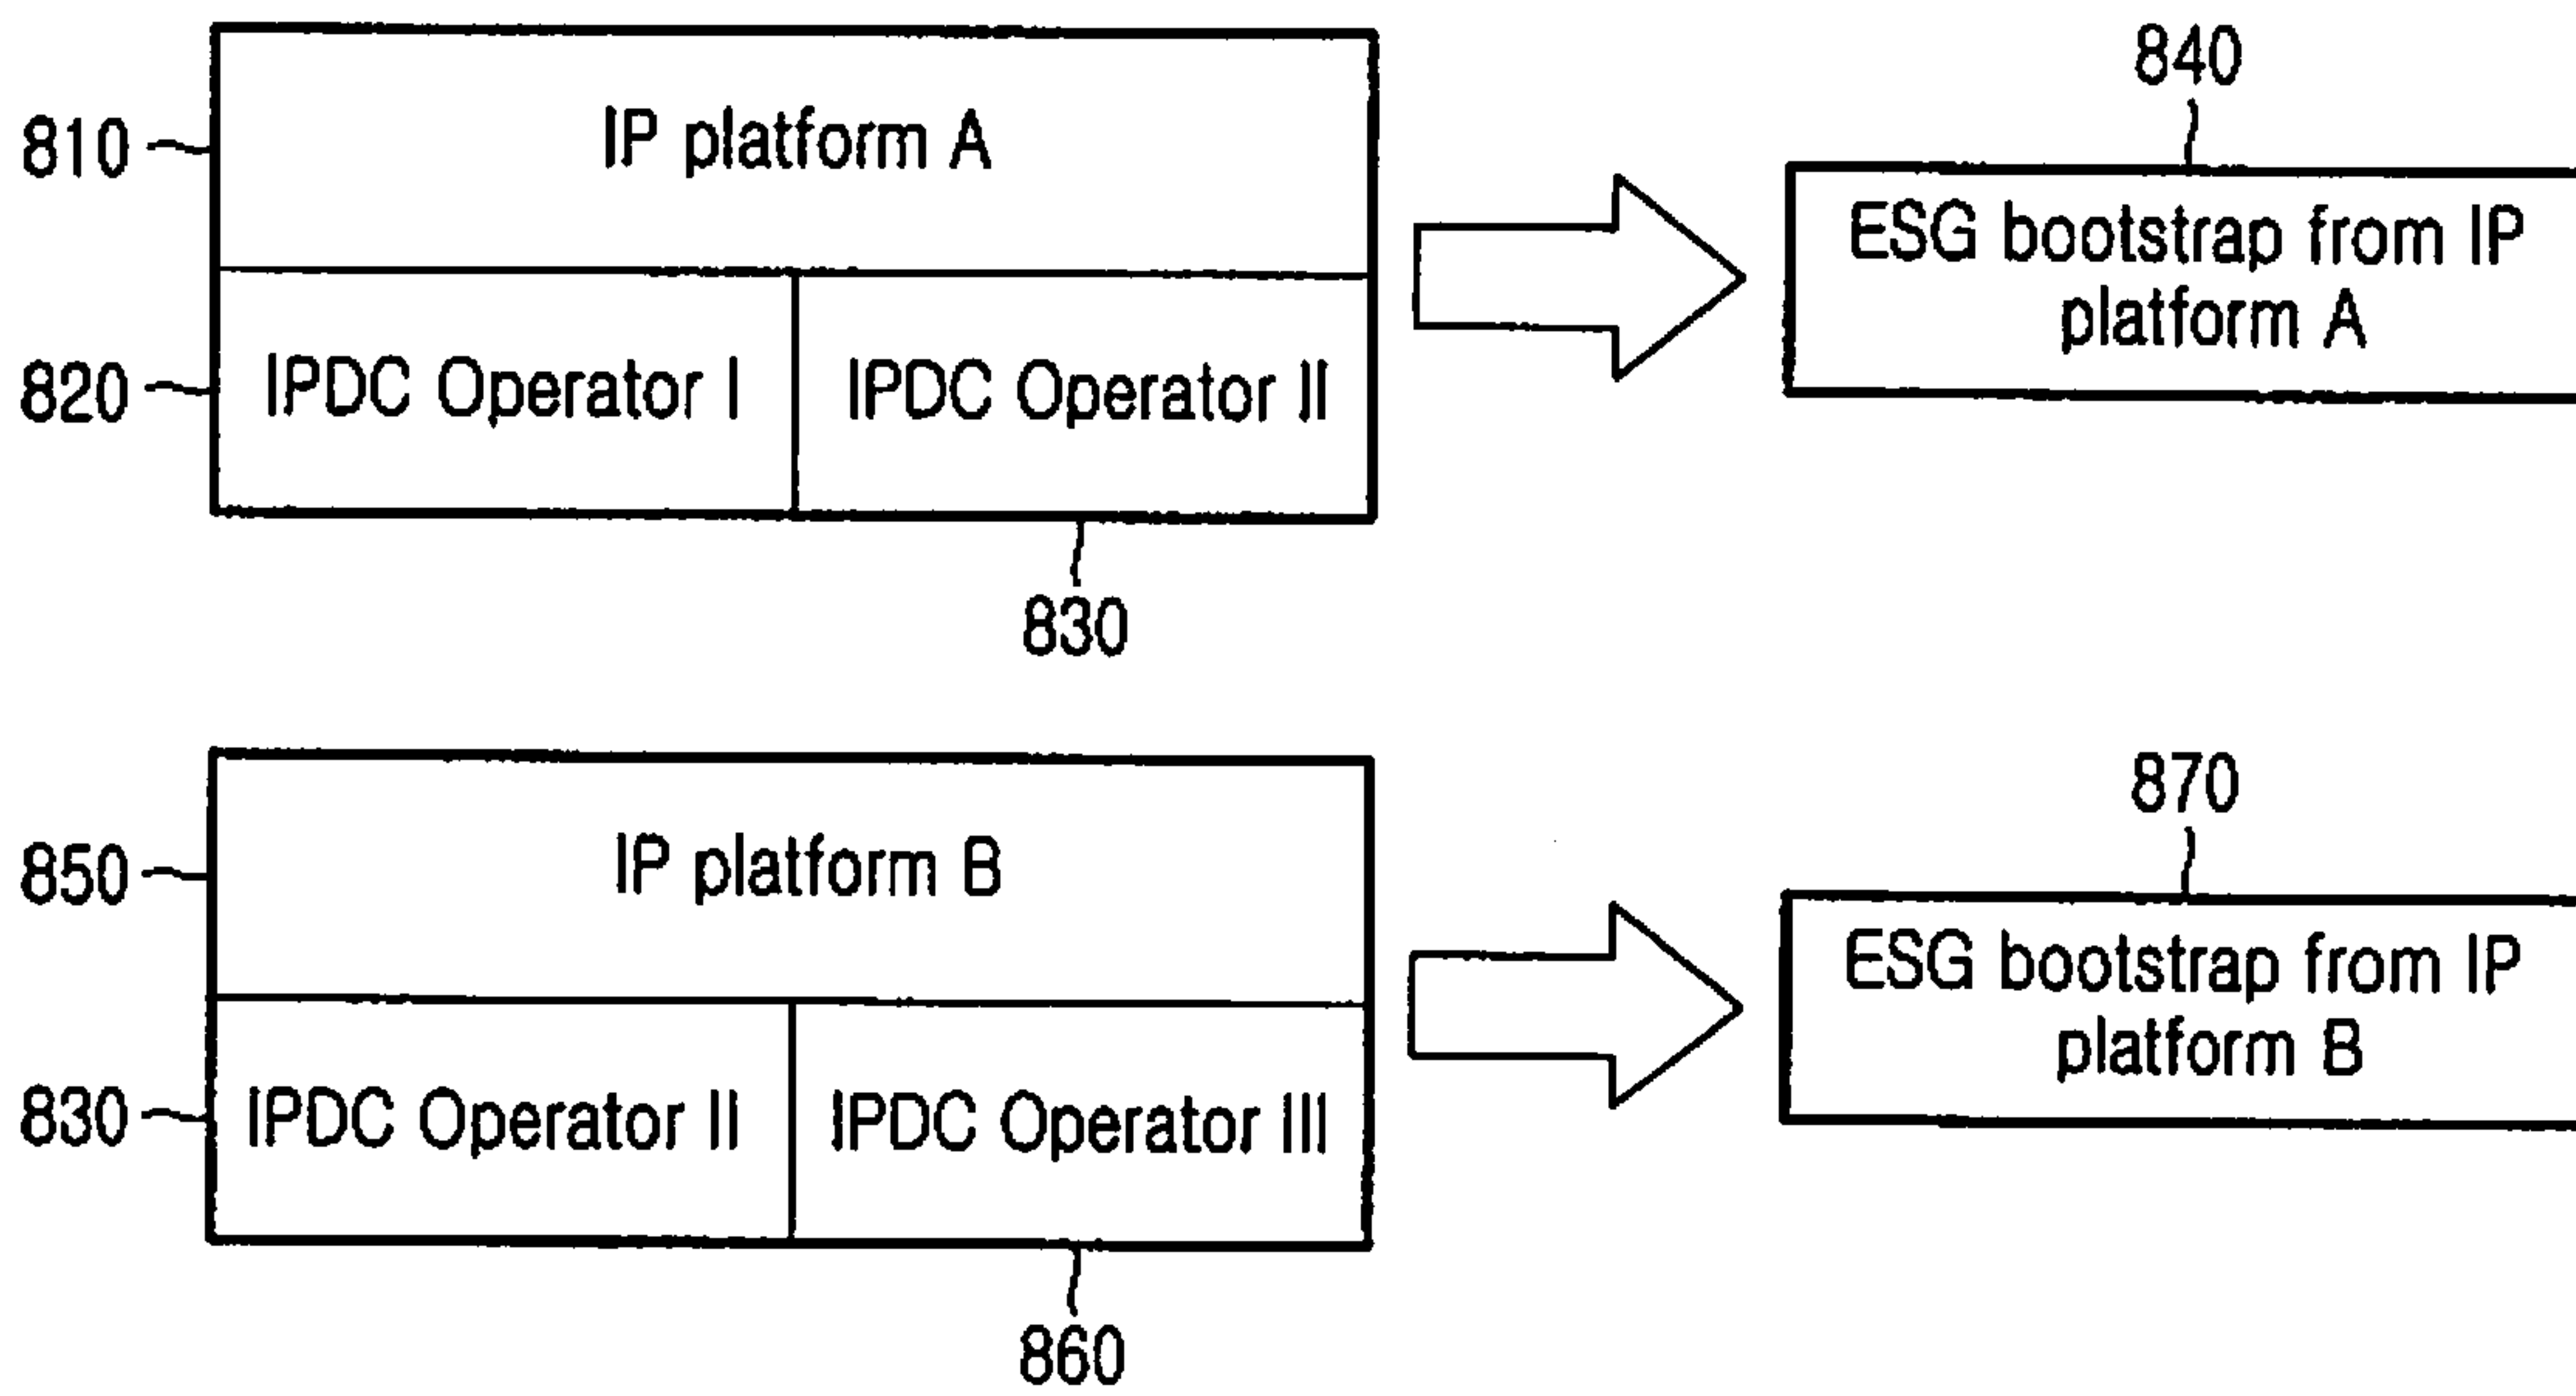 840
IP platform A
810
ESG bootstrap from IP
platform A
820
IPDC Operator I
IPDC Operator II
830
870
IP platform B
850
ESG bootstrap from IP
platform B
830
IPDC Operator II
IPDC Operator III
860